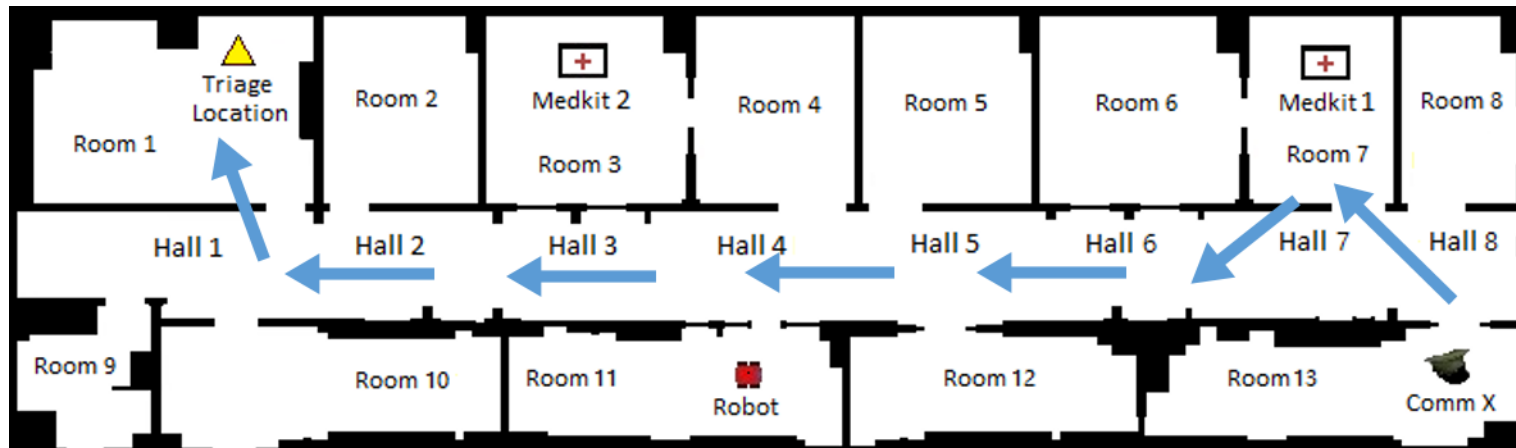 Triage
Location
Room 1
Room 2
Medkit 2
Room 3
Room 4
Room 5
Room 6
Medkit 1
Room 7
Room 8
Hall 1
Hall 2
Hall 3
Hall 4
Hall 5
Hall 6
Hall 7
Hall 8
Room 9
Room 10
Room 11
Robot
Room 12
Room 13
Comm X